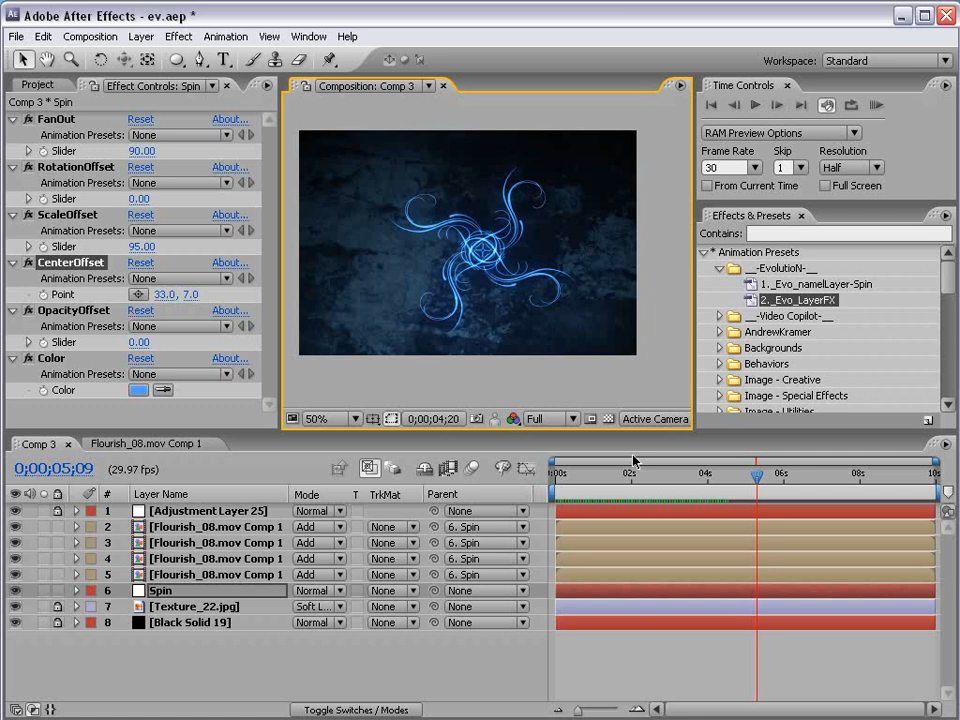 Adobe After Effects - ev.aep *
File Edit Composition Layer Effect Animation View Window Help
Workspace: Standard
Project
Effect Controls: Spin
Comp 3 * Spin
FanOut Reset About...
Animation Presets: None
Slider 90.00
RotationOffset Reset About...
Animation Presets: None
Slider 0.00
ScaleOffset Reset About...
Animation Presets: None
Slider 95.00
CenterOffset Reset About...
Animation Presets: None
Point 33.0, 7.0
OpacityOffset Reset About...
Animation Presets: None
Slider 0.00
Color Reset About...
Animation Presets: None
Color
Composition: Comp 3
50% 0;00;04;20 Full Active Camera
Time Controls
RAM Preview Options
Frame Rate Skip Resolution
30 1 Half
From Current Time Full Screen
Effects & Presets
Contains:
* Animation Presets
__-EvolutioN-__
1._Evo_namelLayer-Spin
2._Evo_LayerFX
__-Video Copilot-__
AndrewKramer
Backgrounds
Behaviors
Image - Creative
Image - Special Effects
Image - Utilities
Comp 3 Flourish_08.mov Comp 1
0;00;05;09 (29.97 fps)
# Layer Name Mode T TrkMat Parent
:00s 02s 04s 06s 08s 10s
1 [Adjustment Layer 25] Normal None
2 [Flourish_08.mov Comp 1 Add None 6. Spin
3 [Flourish_08.mov Comp 1 Add None 6. Spin
4 [Flourish_08.mov Comp 1 Add None 6. Spin
5 [Flourish_08.mov Comp 1 Add None 6. Spin
6 Spin Normal None None
7 [Texture_22.jpg] Soft L... None None
8 [Black Solid 19] Normal None None
Toggle Switches / Modes